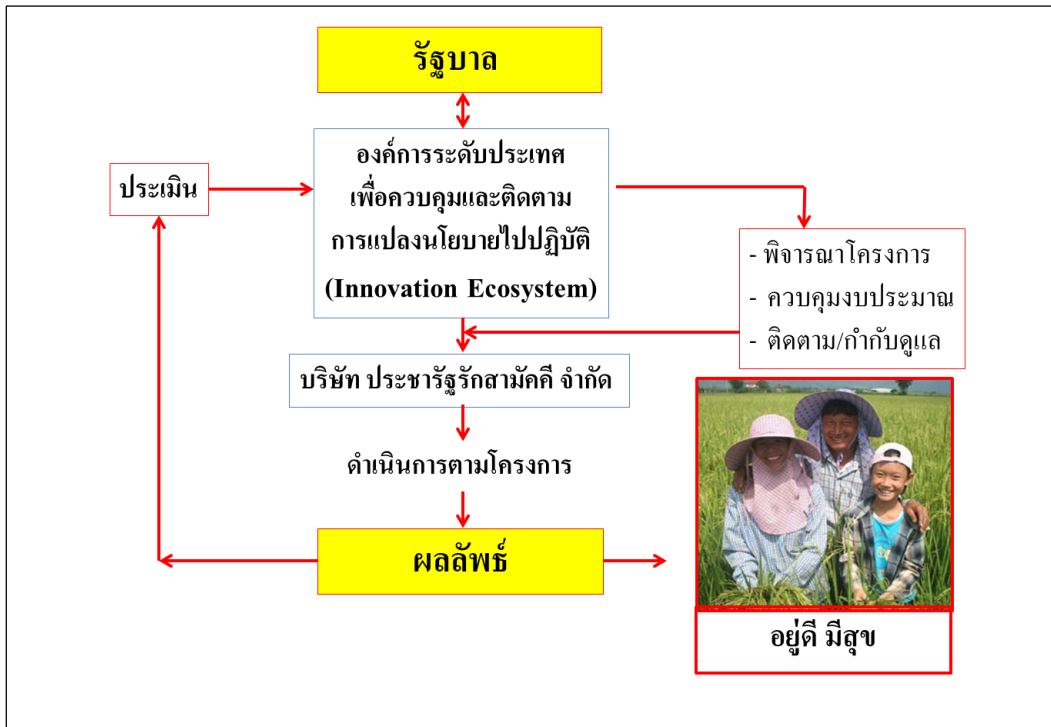 รัฐบาล
องค์การระดับประเทศ
เพื่อควบคุมและติดตาม
การแปลงนโยบายไปปฏิบัติ
(Innovation Ecosystem)
ประเมิน
- พิจารณาโครงการ
- ควบคุมงบประมาณ
- ติดตาม/กำกับดูแล
บริษัท ประชารัฐรักสามัคคี จำกัด
ดำเนินการตามโครงการ
ผลลัพธ์
อยู่ดี มีสุข